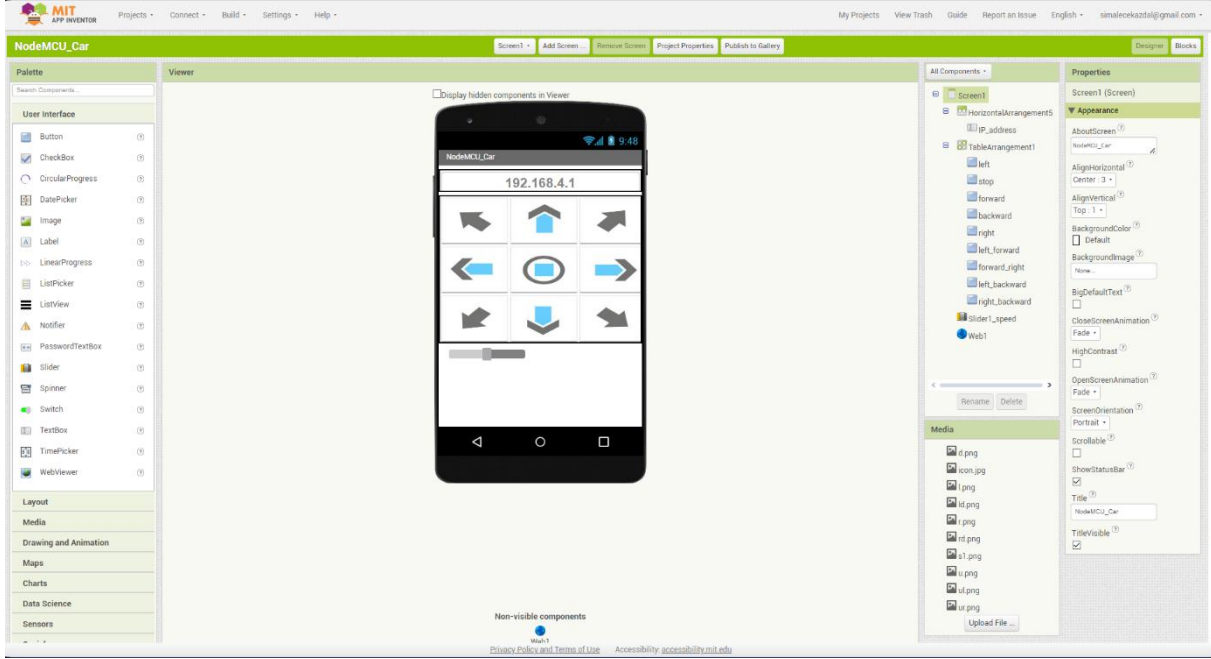 MIT
APP INVENTOR
Projects
Connect
Build
Settings
Help
My Projects
View Trash
Guide
Report an Issue
English
simalecekazdal@gmail.com
NodeMCU_Car
Screen1
Add Screen ...
Remove Screen
Project Properties
Publish to Gallery
Designer
Blocks
Palette
Search Components...
User Interface
Button
CheckBox
CircularProgress
DatePicker
Image
Label
LinearProgress
ListPicker
ListView
Notifier
PasswordTextBox
Slider
Spinner
Switch
TextBox
TimePicker
WebViewer
Layout
Media
Drawing and Animation
Maps
Charts
Data Science
Sensors
Viewer
Display hidden components in Viewer
9:48
NodeMCU_Car
192.168.4.1
Non-visible components
Web1
All Components
Screen1
HorizontalArrangement5
IP_address
TableArrangement1
left
stop
forward
backward
right
left_forward
forward_right
left_backward
right_backward
Slider1_speed
Web1
Rename
Delete
Media
d.png
icon.jpg
l.png
ld.png
r.png
rd.png
s1.png
u.png
ul.png
ur.png
Upload File ...
Properties
Screen1 (Screen)
Appearance
AboutScreen
NodeMCU_Car
AlignHorizontal
Center : 3
AlignVertical
Top : 1
BackgroundColor
Default
BackgroundImage
None...
BigDefaultText
CloseScreenAnimation
Fade
HighContrast
OpenScreenAnimation
Fade
ScreenOrientation
Portrait
Scrollable
ShowStatusBar
Title
NodeMCU_Car
TitleVisible
Privacy Policy and Terms of Use
Accessibility: accessibility.mit.edu